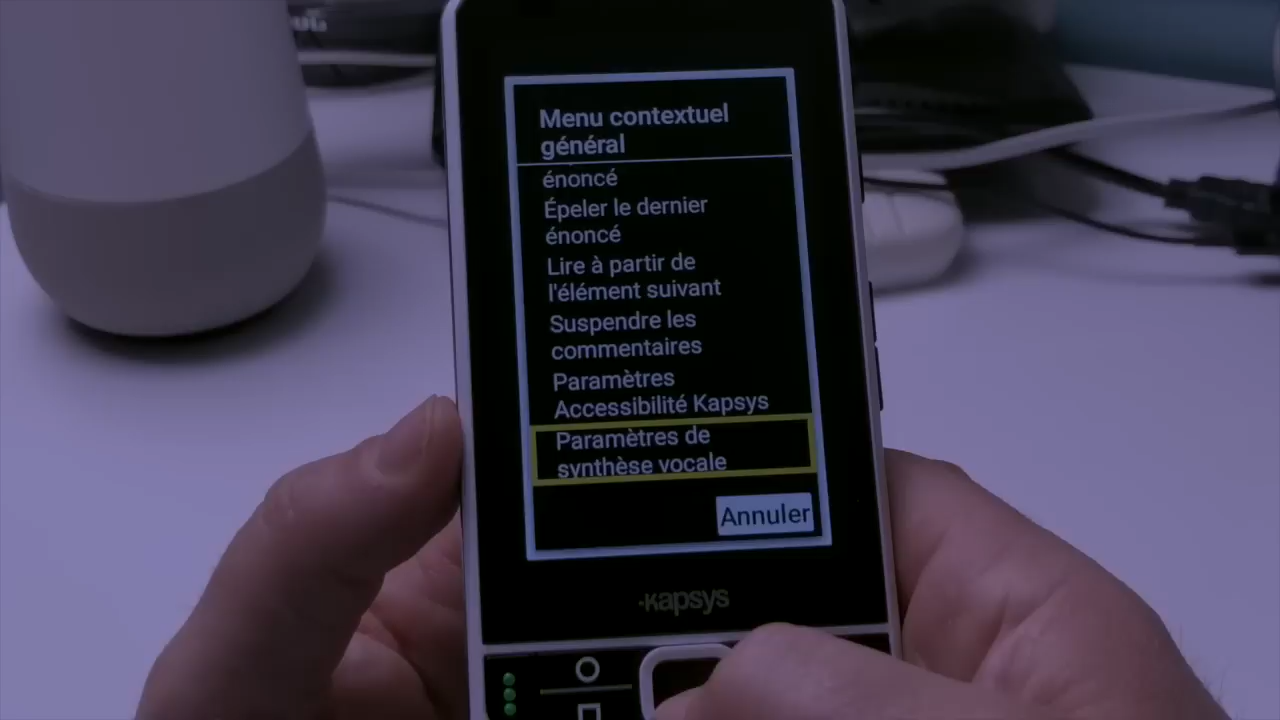 Menu contextuel
général
énoncé
Épeler le dernier
énoncé
Lire à partir de
l'élément suivant
Suspendre les
commentaires
Paramètres
Accessibilité Kapsys
Paramètres de
synthèse vocale
Annuler
kapsys